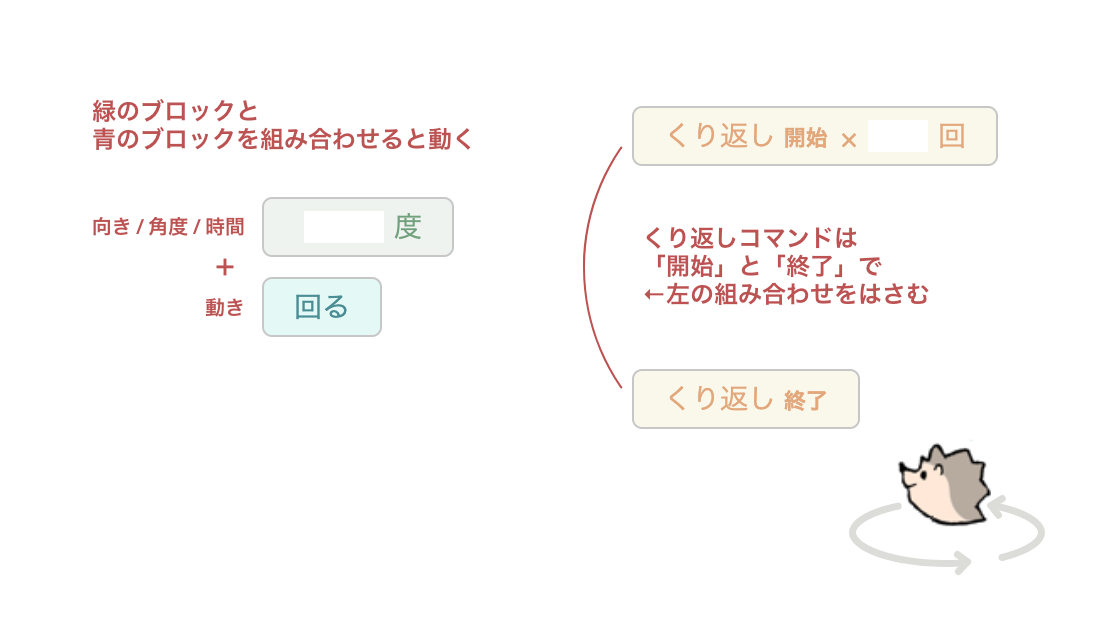 緑のブロックと
青のブロックを組み合わせると動く
向き / 角度 / 時間
度
+
動き
回る
くり返し 開始 × 回
くり返しコマンドは
「開始」と「終了」で
←左の組み合わせをはさむ
くり返し 終了